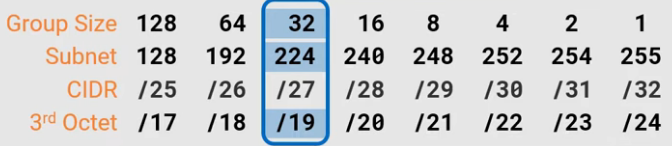 Group Size 128 64 32 16 8 4 2 1
Subnet 128 192 224 240 248 252 254 255
CIDR /25 /26 /27 /28 /29 /30 /31 /32
3rd Octet /17 /18 /19 /20 /21 /22 /23 /24